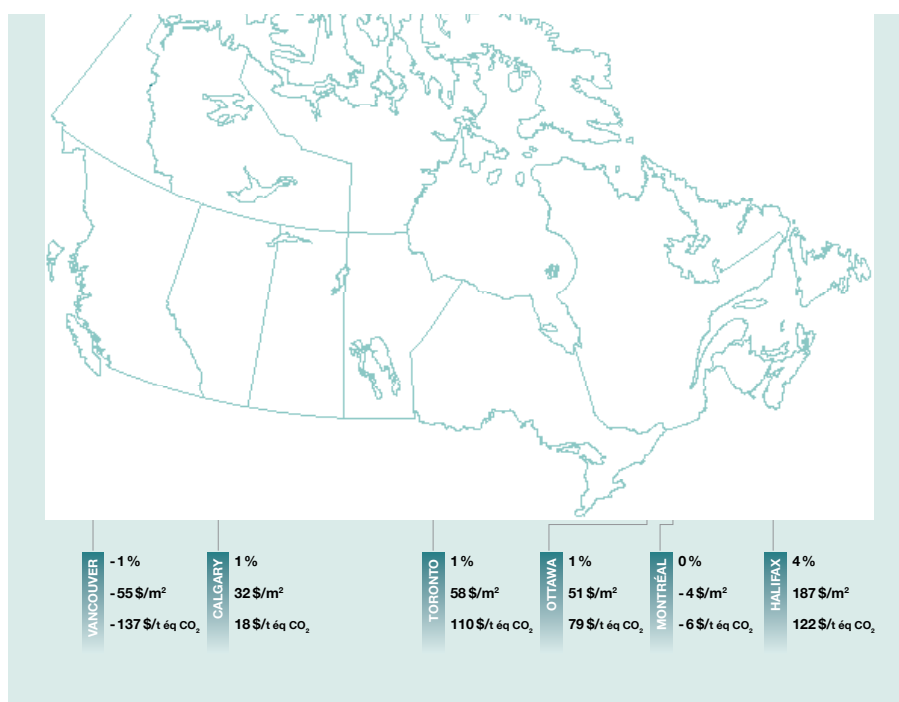 VANCOUVER
-1 %
-55 $/m²
-137 $/t éq CO₂
CALGARY
1 %
32 $/m²
18 $/t éq CO₂
TORONTO
1 %
58 $/m²
110 $/t éq CO₂
OTTAWA
1 %
51 $/m²
79 $/t éq CO₂
MONTRÉAL
0 %
-4 $/m²
-6 $/t éq CO₂
HALIFAX
4 %
187 $/m²
122 $/t éq CO₂